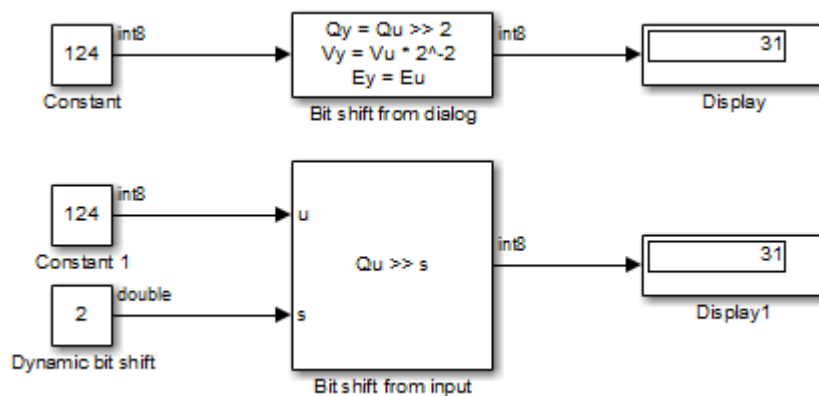 124
int8
Constant
Qy = Qu >> 2
Vy = Vu * 2^-2
Ey = Eu
Bit shift from dialog
int8
31
Display
124
int8
Constant 1
2
double
Dynamic bit shift
u
s
Qu >> s
Bit shift from input
int8
31
Display1